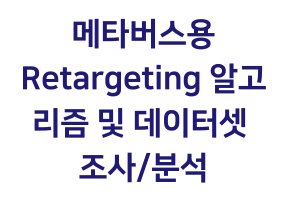 메타버스용
Retargeting 알고
리즘 및 데이터셋
조사/분석